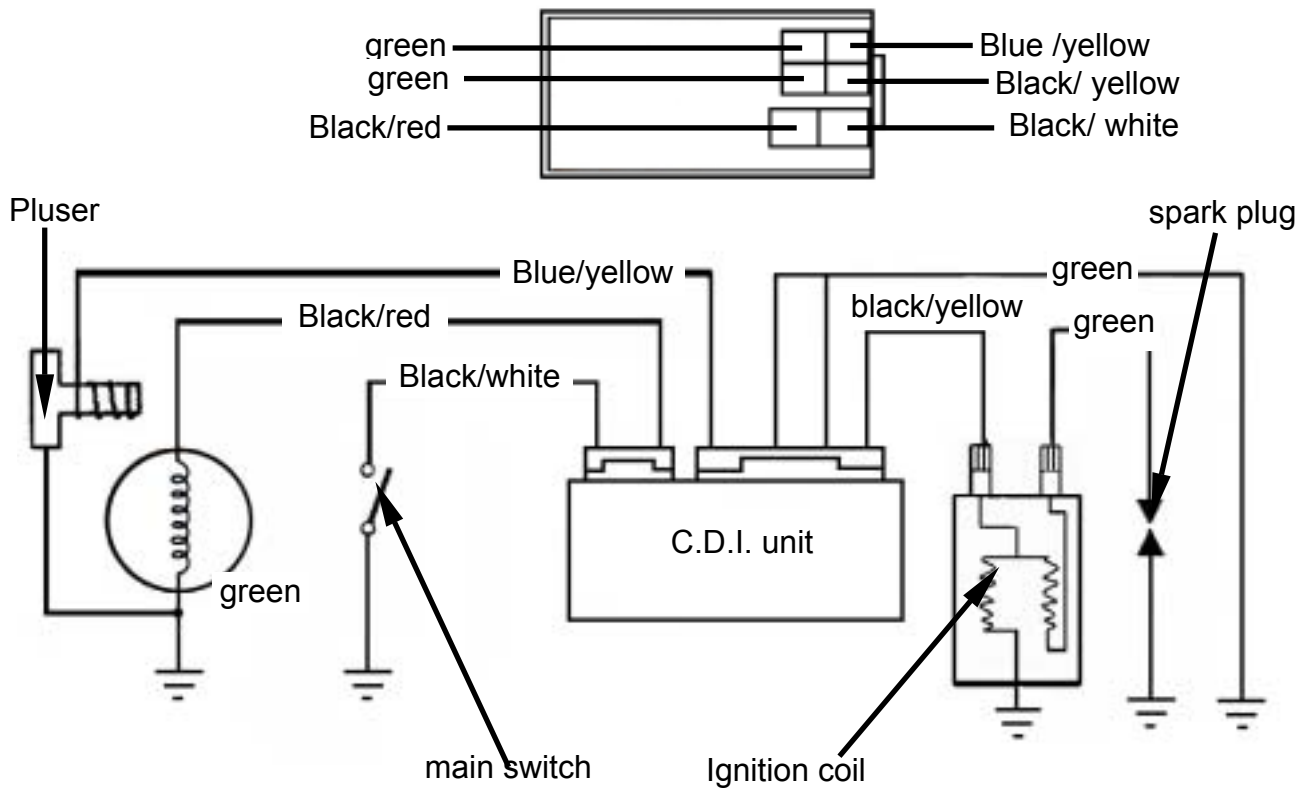 green
Blue /yellow
green
Black/ yellow
Black/red
Black/ white
Pluser
spark plug
Blue/yellow
green
Black/red
black/yellow
green
Black/white
C.D.I. unit
green
main switch
Ignition coil